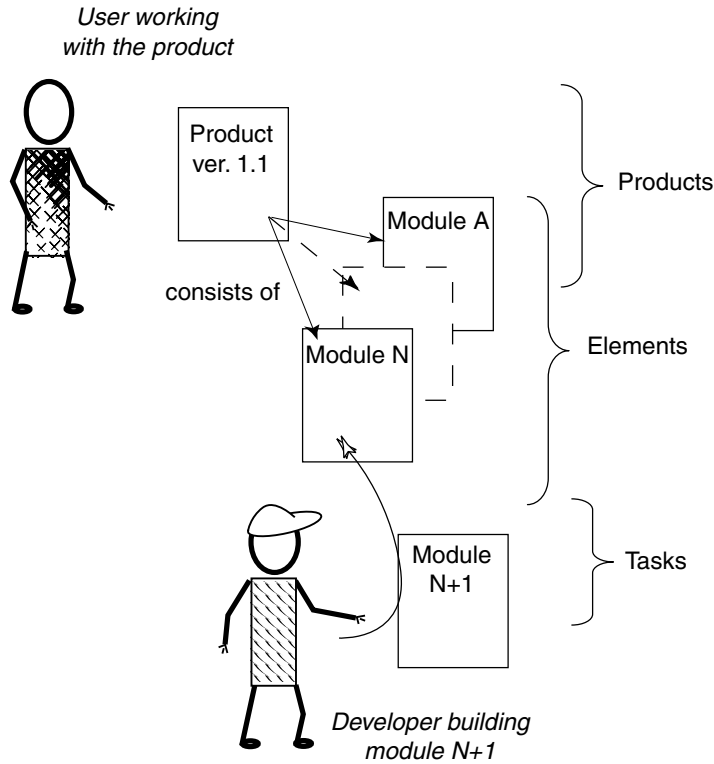 User working
with the product
Product
ver. 1.1
Products
Module A
consists of
Elements
Module N
Module
N+1
Tasks
Developer building
module N+1